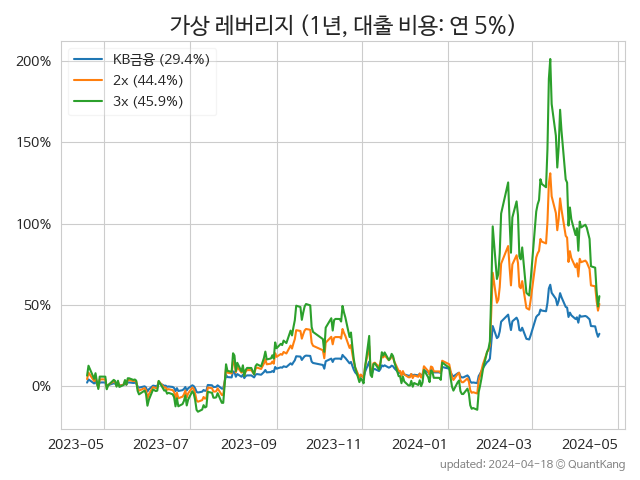 가상 레버리지 (1년, 대출 비용: 연 5%)
KB금융 (29.4%)
2x (44.4%)
3x (45.9%)
200%
150%
100%
50%
0%
2023-05 2023-07 2023-09 2023-11 2024-01 2024-03 2024-05
updated: 2024-04-18 © QuantKang